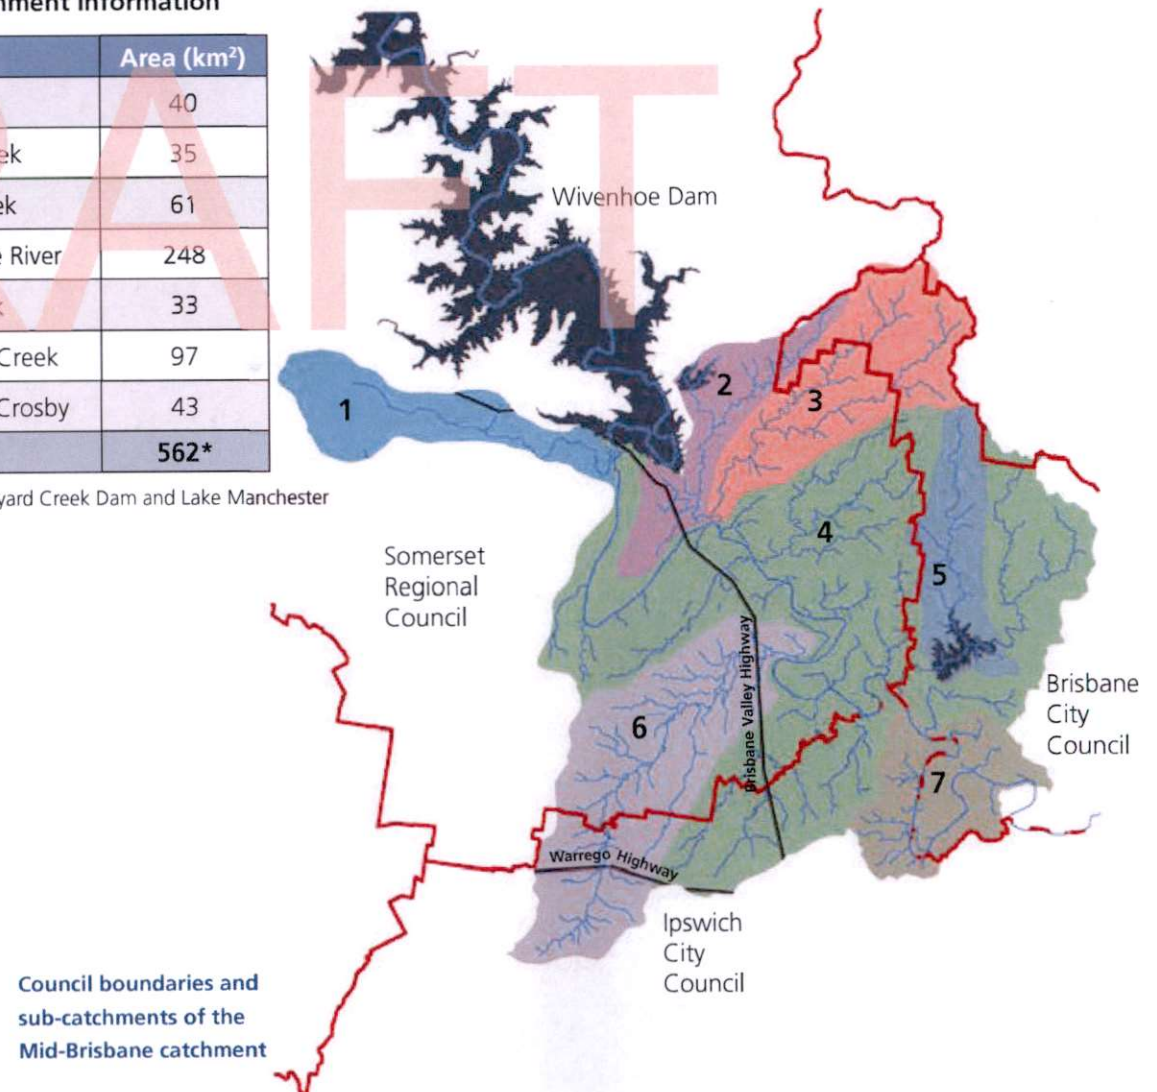 nment information
Area (km²)
40
ek 35
ek 61
e River 248
k 33
Creek 97
Crosby 43
562*
yard Creek Dam and Lake Manchester
RAFT
Wivenhoe Dam
1
2
3
4
5
6
7
Somerset
Regional
Council
Brisbane Valley Highway
Brisbane
City
Council
Warrego Highway
Ipswich
City
Council
Council boundaries and
sub-catchments of the
Mid-Brisbane catchment